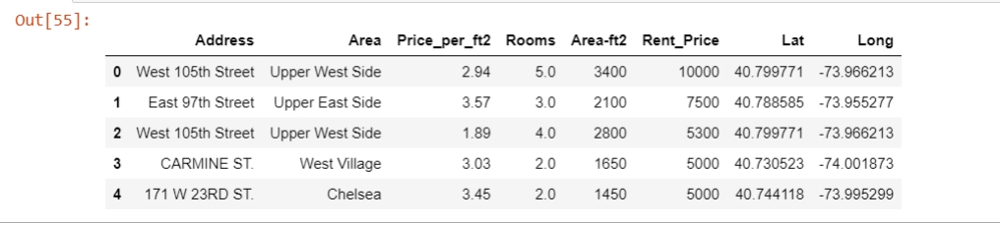 Out[55]:
Address Area Price_per_ft2 Rooms Area-ft2 Rent_Price Lat Long
0 West 105th Street Upper West Side 2.94 5.0 3400 10000 40.799771 -73.966213
1 East 97th Street Upper East Side 3.57 3.0 2100 7500 40.788585 -73.955277
2 West 105th Street Upper West Side 1.89 4.0 2800 5300 40.799771 -73.966213
3 CARMINE ST. West Village 3.03 2.0 1650 5000 40.730523 -74.001873
4 171 W 23RD ST. Chelsea 3.45 2.0 1450 5000 40.744118 -73.995299